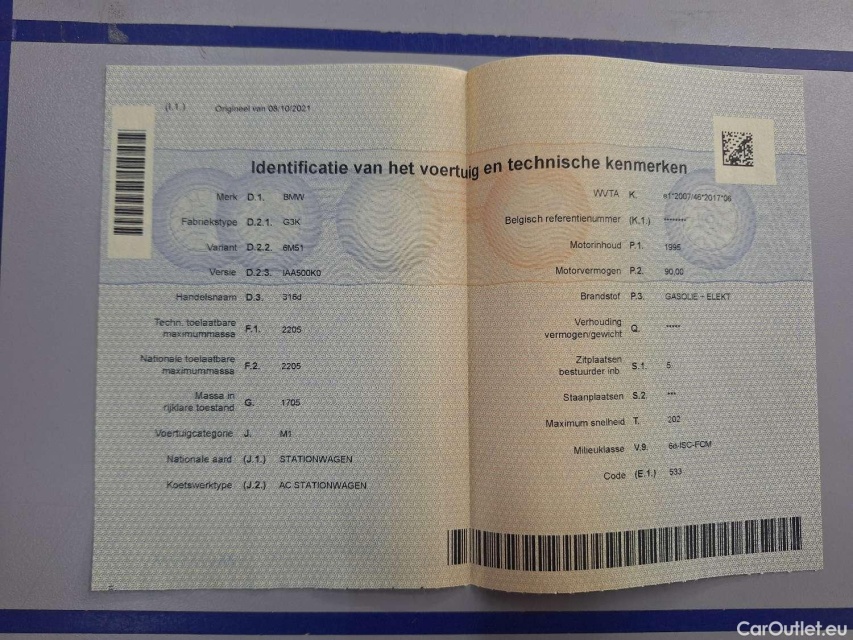 (I.1.) Origineel van 08/10/2021
Identificatie van het voertuig en technische kenmerken
Merk D.1. BMW
Fabriekstype D.2.1. G3K
Variant D.2.2. 6M51
Versie D.2.3. IAA500K0
Handelsnaam D.3. 316d
Techn. toelaatbare
maximummassa F.1. 2205
Nationale toelaatbare
maximummassa F.2. 2205
Massa in
rijklare toestand G. 1705
Voertuigcategorie J. M1
Nationale aard (J.1.) STATIONWAGEN
Koetswerktype (J.2.) AC STATIONWAGEN
WVTA K. e1*2007/46*2017*06
Belgisch referentienummer (K.1.) ********
Motorinhoud P.1. 1995
Motorvermogen P.2. 90,00
Brandstof P.3. GASOLIE - ELEKT
Verhouding
vermogen/gewicht Q. *****
Zitplaatsen
bestuurder inb. S.1. 5
Staanplaatsen S.2. ***
Maximum snelheid T. 202
Milieuklasse V.9. 6d-ISC-FCM
Code (E.1.) 533
CarOutlet.eu